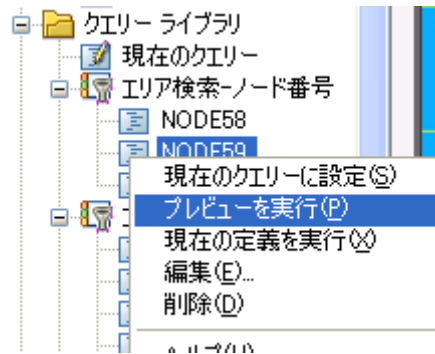 クエリー ライブラリ
現在のクエリー
エリア検索-ノード番号
NODE58
NODE59
現在のクエリーに設定(S)
プレビューを実行(P)
現在の定義を実行(X)
編集(E)...
削除(D)
ヘルプ(H)